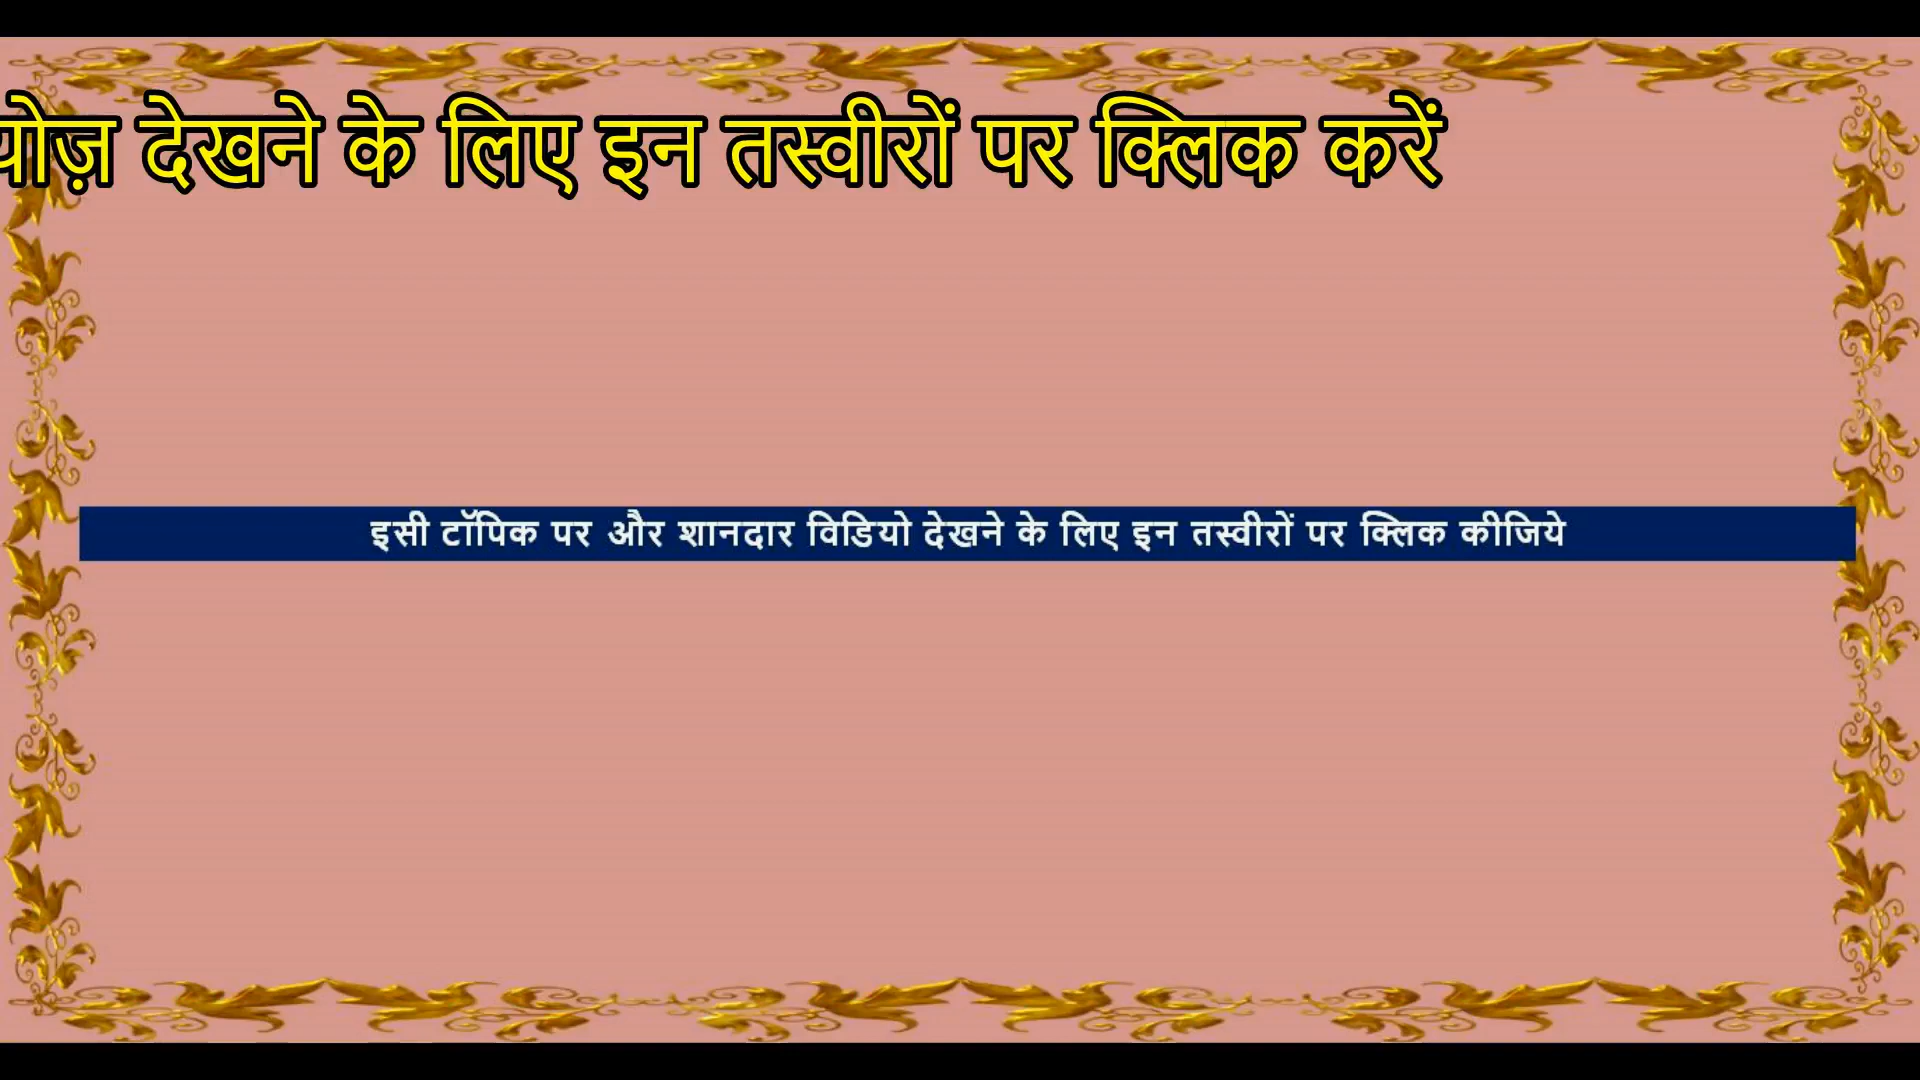 देखने के लिए इन तस्वीरों पर क्लिक करें
इसी टॉपिक पर और शानदार विडियो देखने के लिए इन तस्वीरों पर क्लिक कीजिये